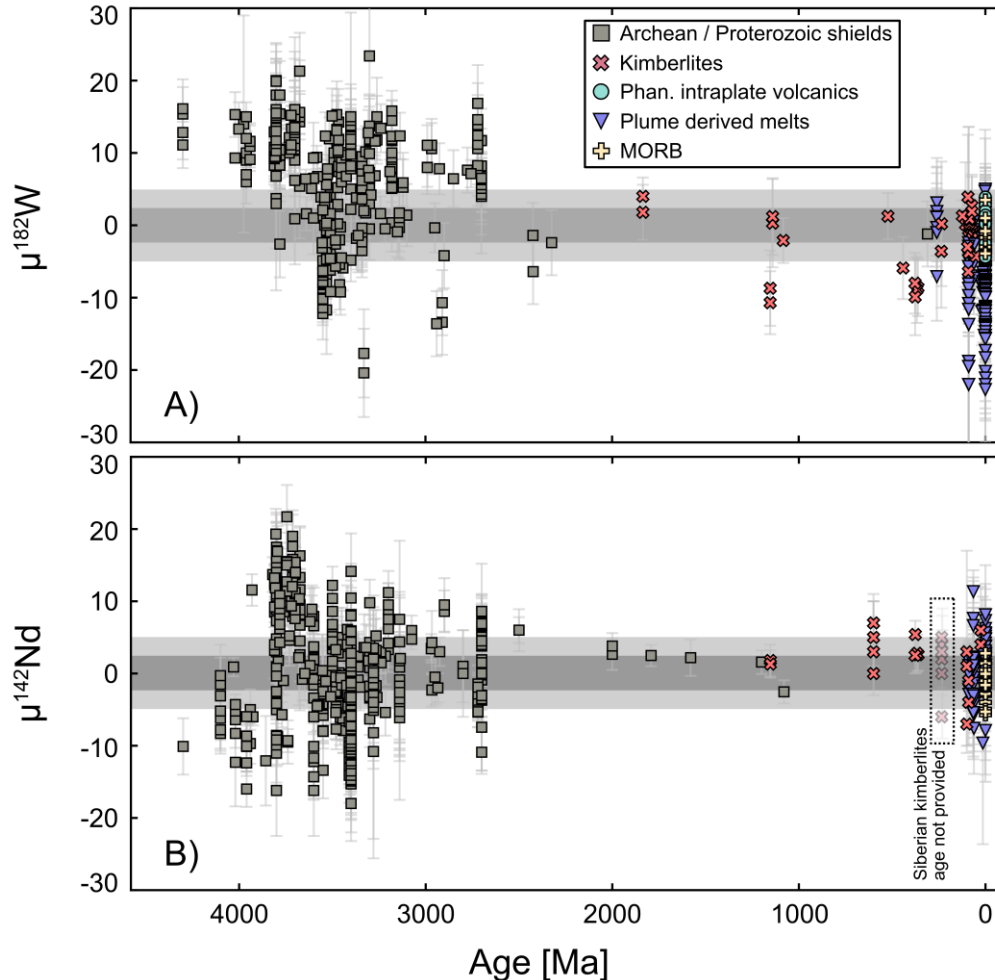 30
20
10
0
-10
-20
-30
μ¹⁸²W
Archean / Proterozoic shields
Kimberlites
Phan. intraplate volcanics
Plume derived melts
MORB
A)
30
20
10
0
-10
-20
-30
μ¹⁴²Nd
B)
Siberian kimberlites
age not provided
4000
3000
2000
1000
0
Age [Ma]